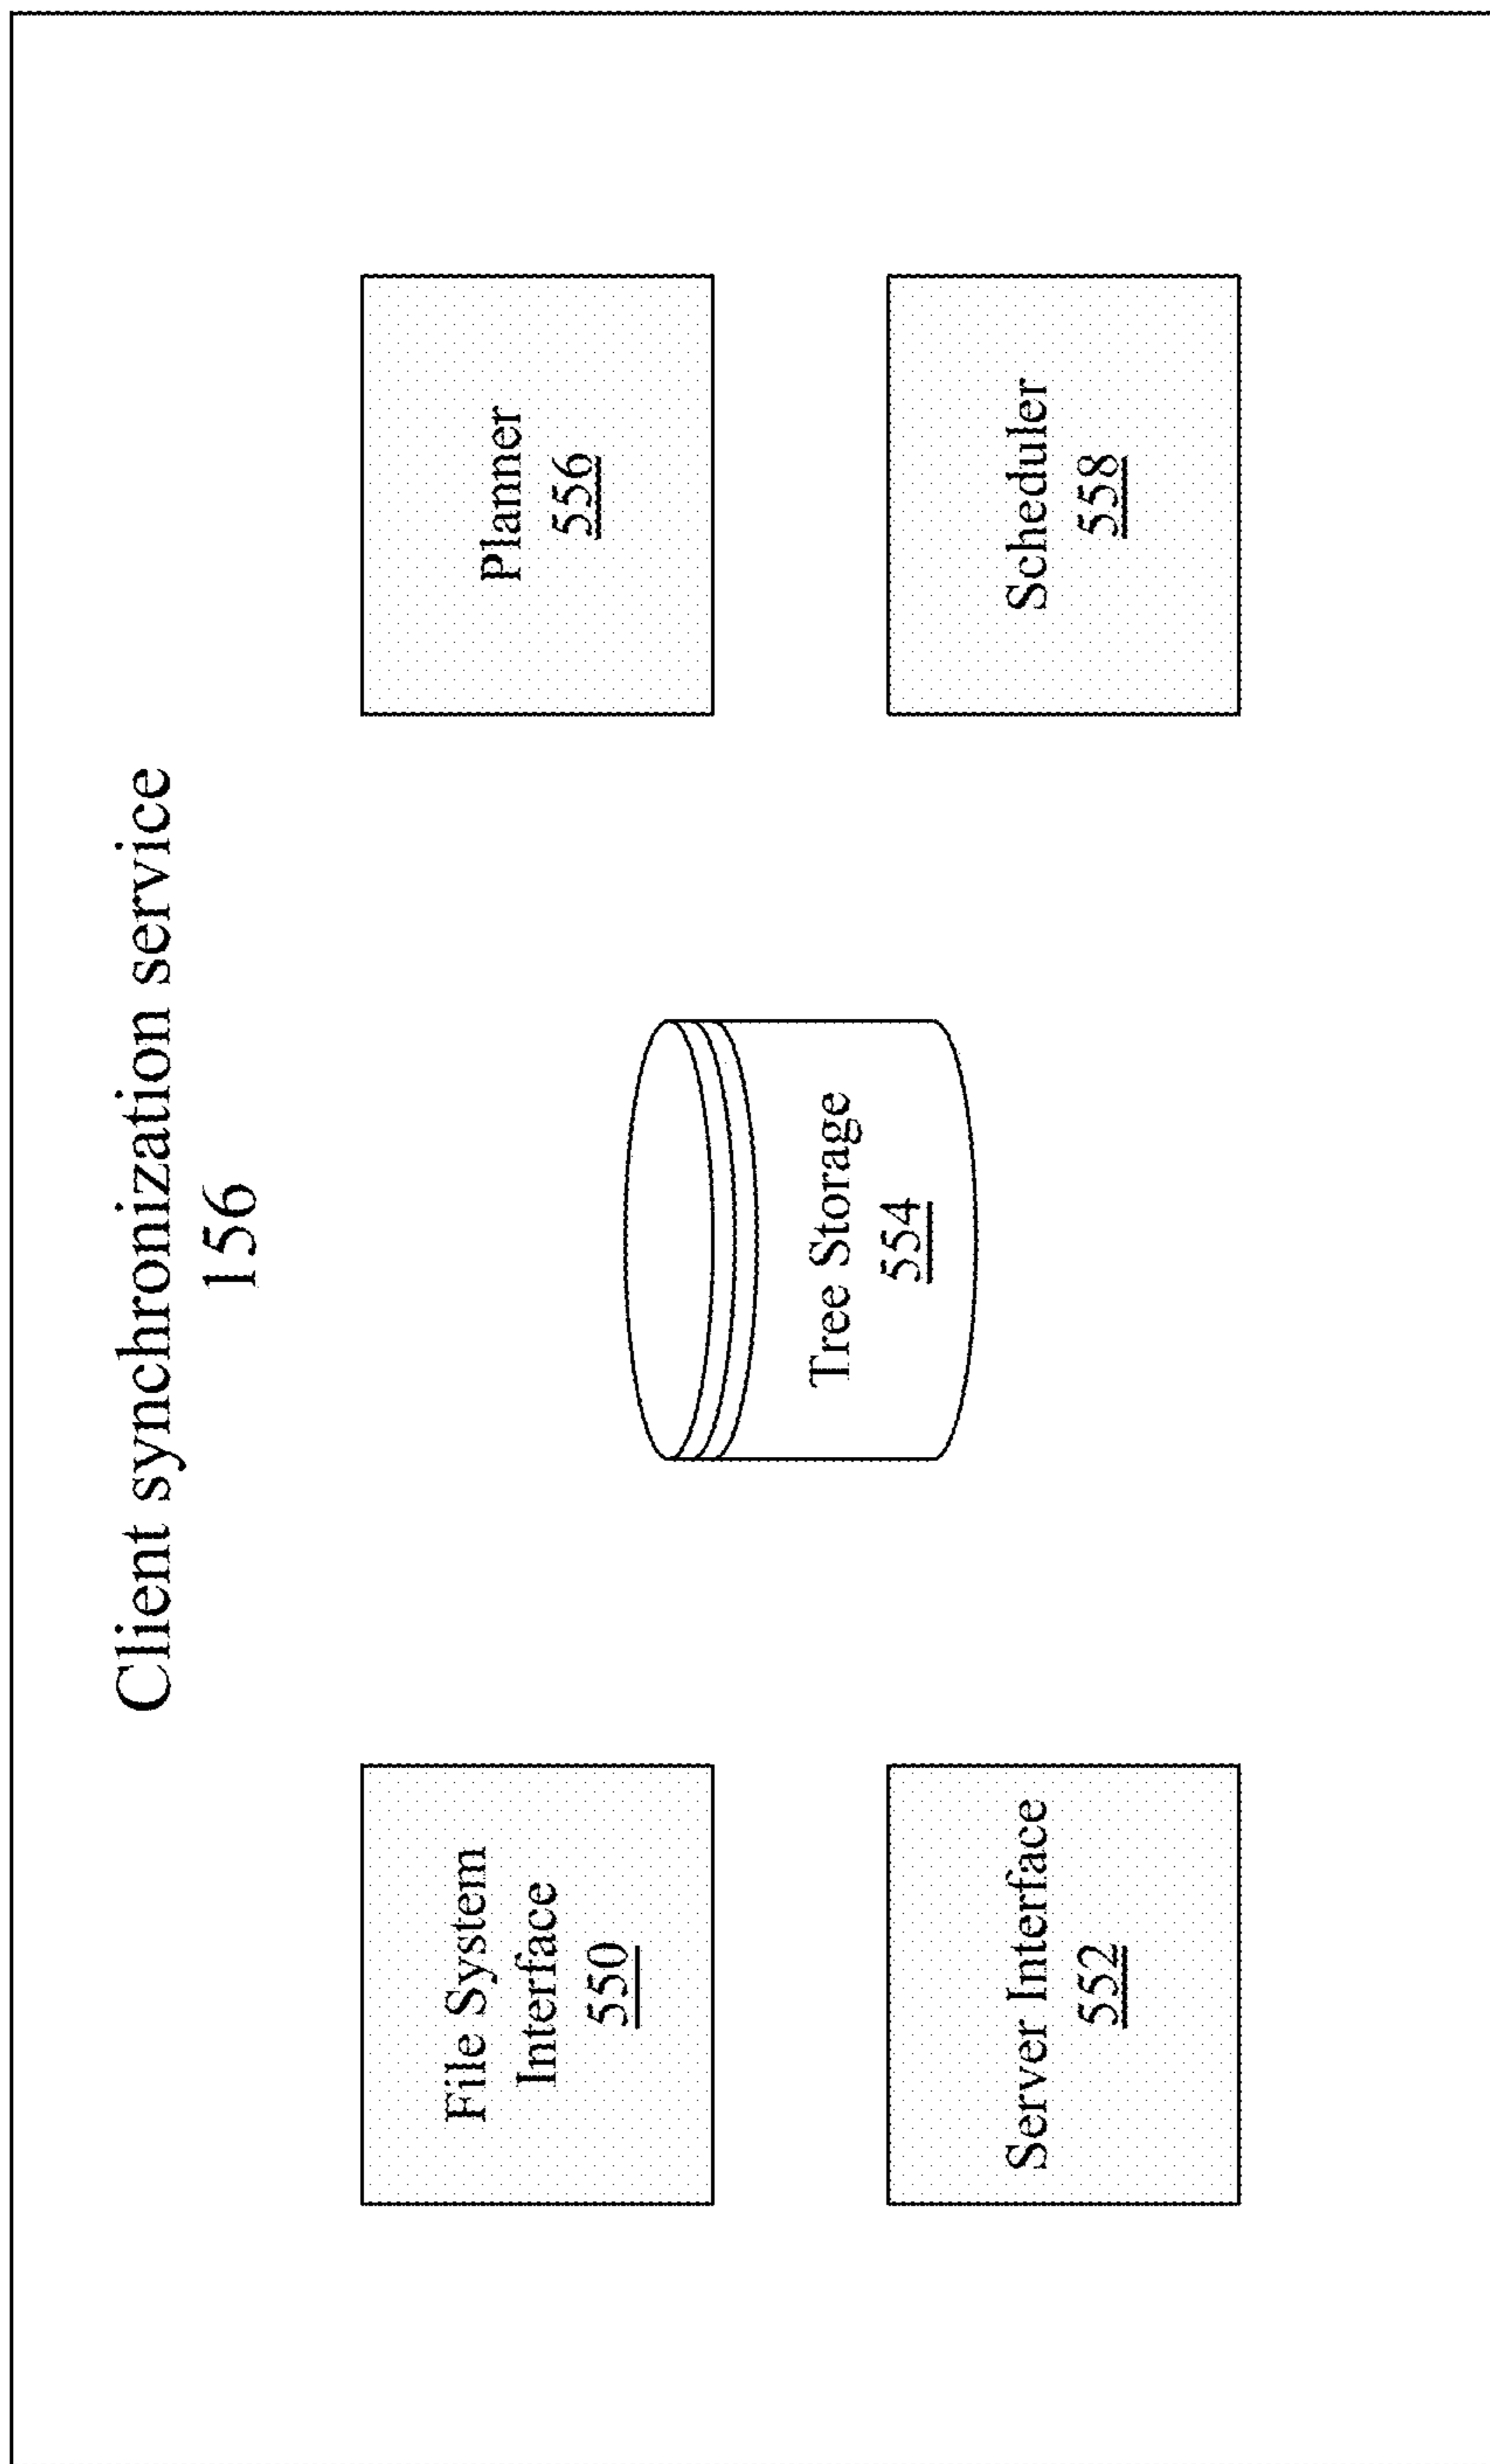 Client synchronization service
156
File System
Interface
550
Server Interface
552
Tree Storage
554
Planner
556
Scheduler
558